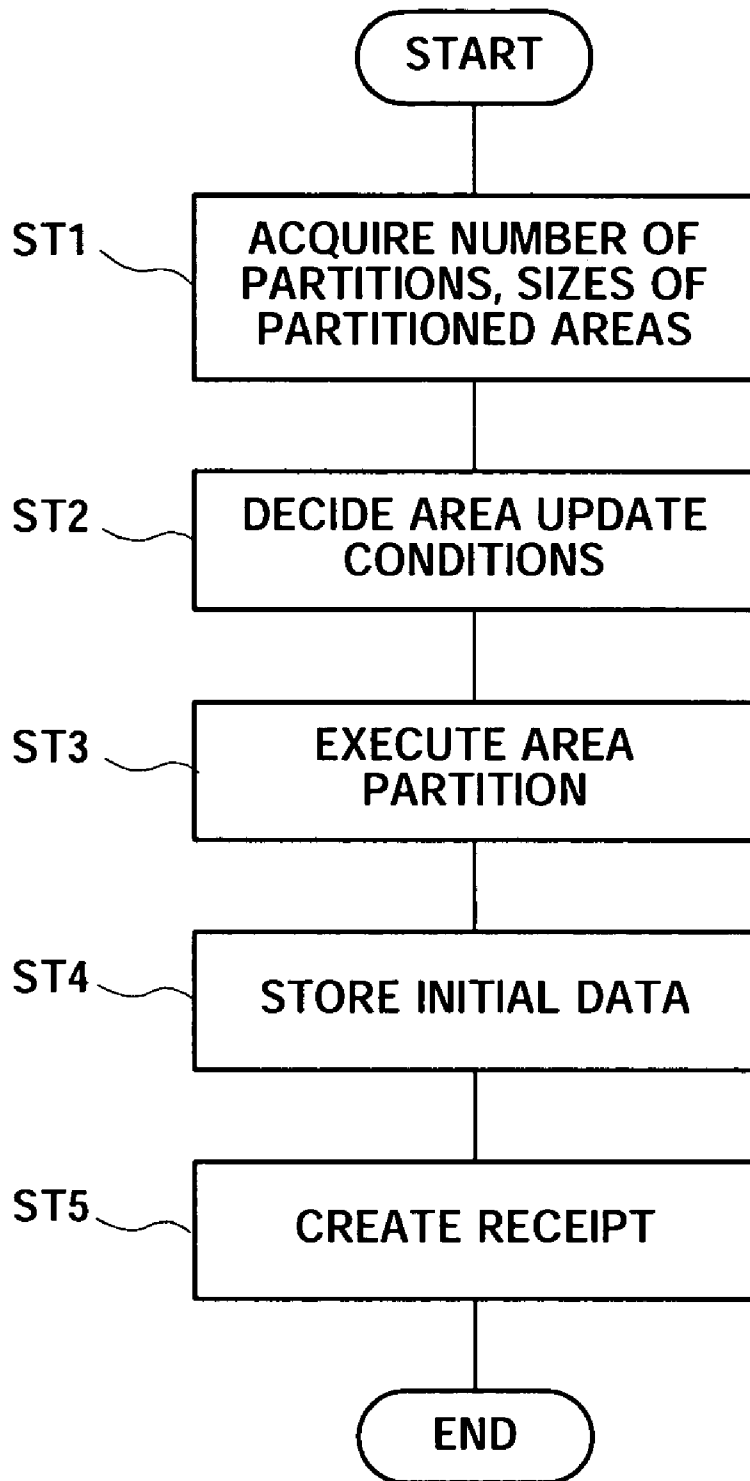 START
ST1
ACQUIRE NUMBER OF
PARTITIONS, SIZES OF
PARTITIONED AREAS
ST2
DECIDE AREA UPDATE
CONDITIONS
ST3
EXECUTE AREA
PARTITION
ST4
STORE INITIAL DATA
ST5
CREATE RECEIPT
END